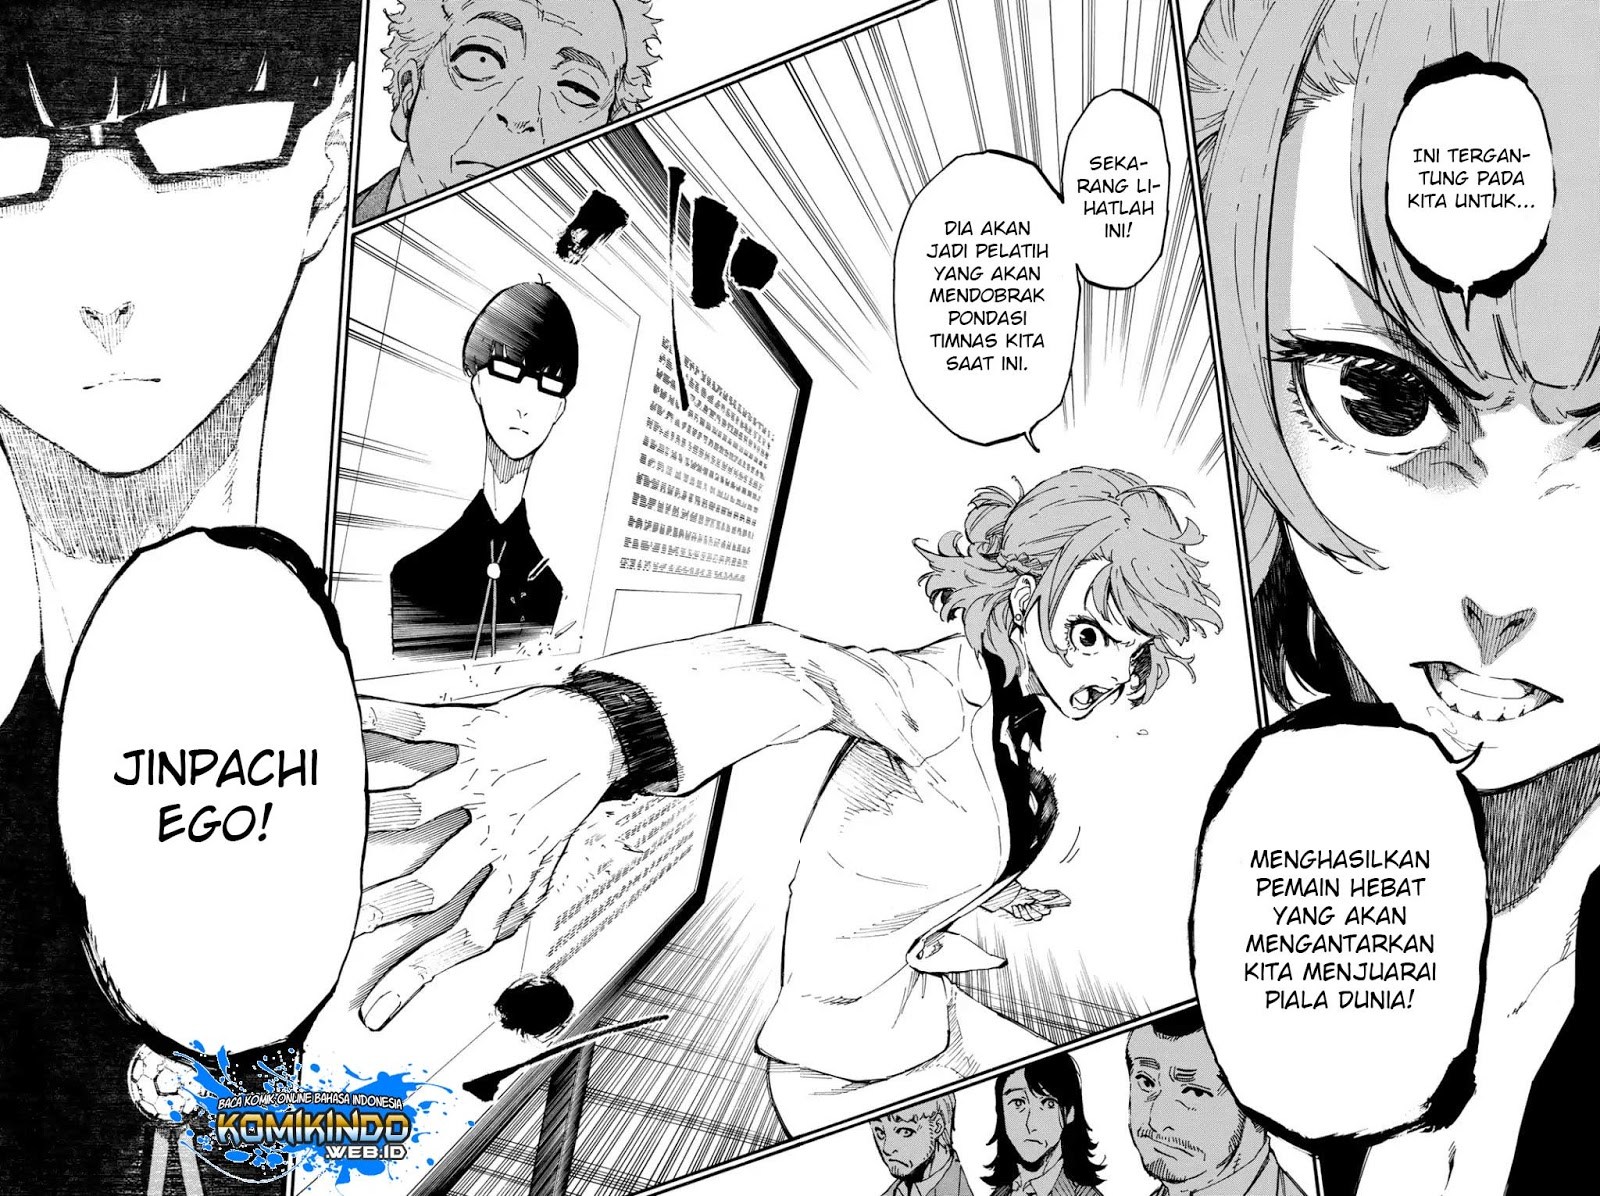 INI TERGAN-
TUNG PADA
KITA UNTUK...
MENGHASILKAN
PEMAIN HEBAT
YANG AKAN
MENGANTARKAN
KITA MENJUARAI
PIALA DUNIA!
SEKA-
RANG LI-
HATLAH
INI!
DIA AKAN
JADI PELATIH
YANG AKAN
MENDOBRAK
PONDASI
TIMNAS KITA
SAAT INI.
バン
JINPACHI
EGO!
BACA KOMIK ONLINE BAHASA INDONESIA
KOMIKINDO
WEB.ID